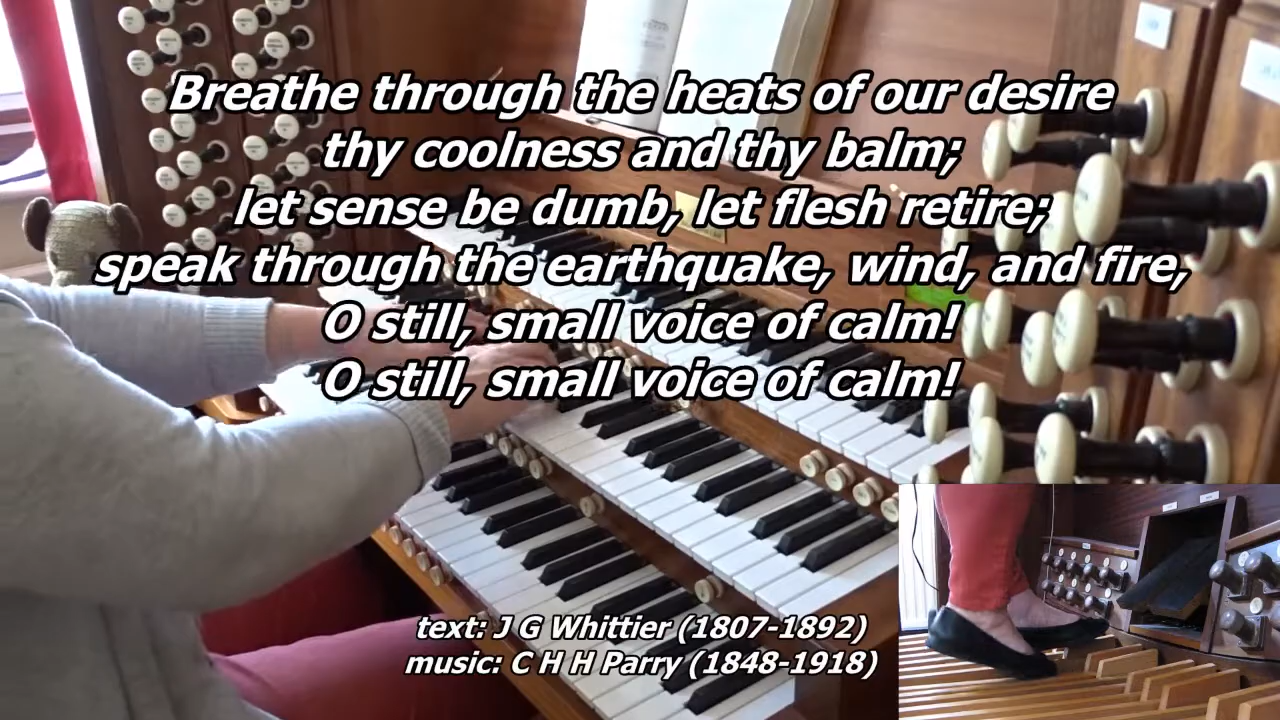 Breathe through the heats of our desire
thy coolness and thy balm;
let sense be dumb, let flesh retire;
speak through the earthquake, wind, and fire,
O still, small voice of calm!
O still, small voice of calm!
text: J G Whittier (1807-1892)
music: C H H Parry (1848-1918)